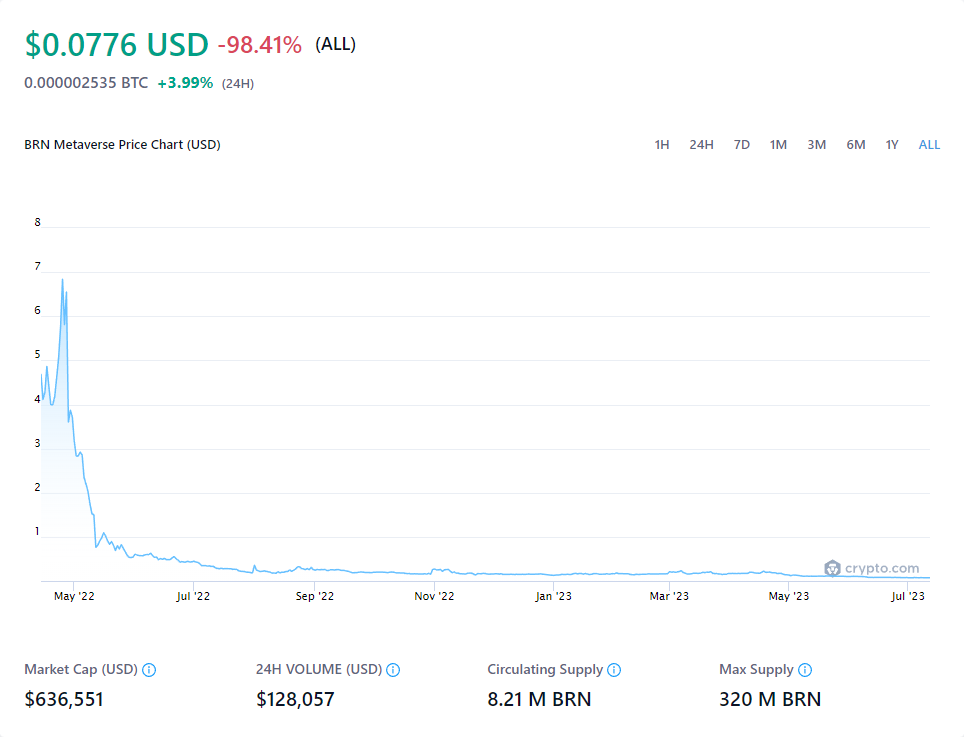 $0.0776 USD -98.41% (ALL)
0.000002535 BTC +3.99% (24H)
BRN Metaverse Price Chart (USD) 1H 24H 7D 1M 3M 6M 1Y ALL
8
7
6
5
4
3
2
1
crypto.com
May '22 Jul '22 Sep '22 Nov '22 Jan '23 Mar '23 May '23 Jul '23
Market Cap (USD) 24H VOLUME (USD) Circulating Supply Max Supply
$636,551 $128,057 8.21 M BRN 320 M BRN